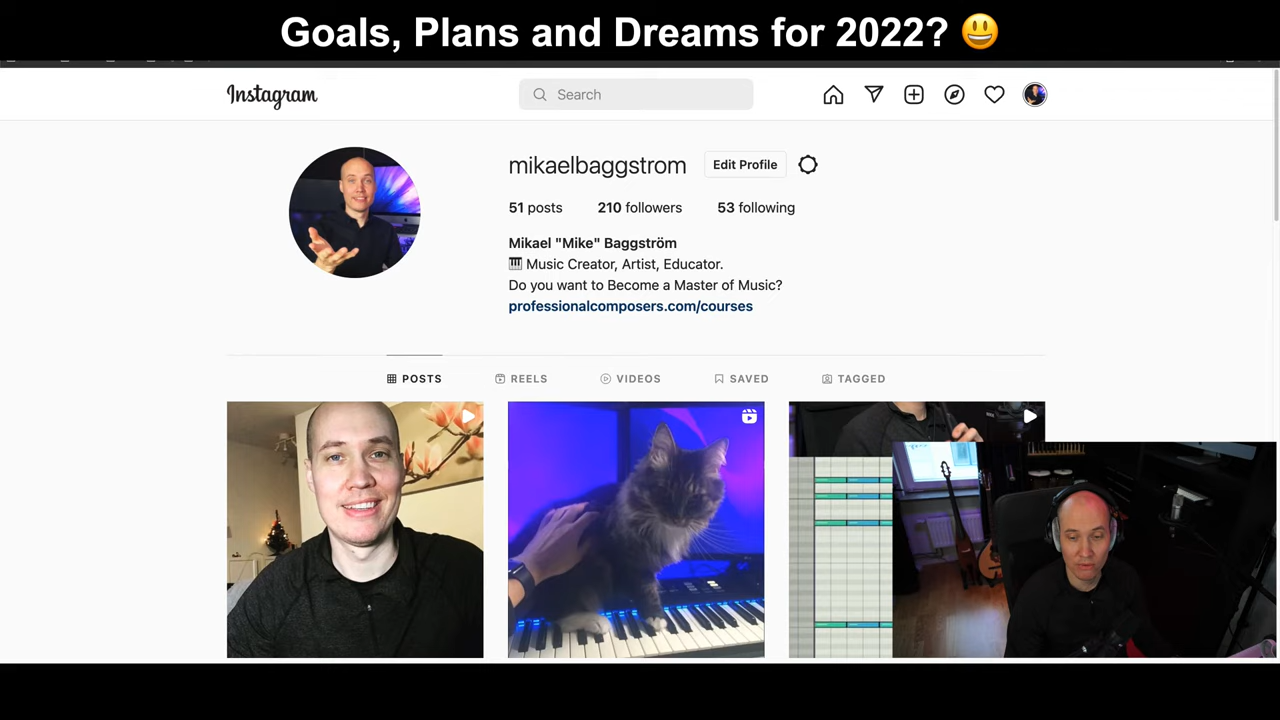 Goals, Plans and Dreams for 2022? 😃
Instagram
Search
mikaelbaggstrom
Edit Profile
51 posts 210 followers 53 following
Mikael "Mike" Baggström
🎹 Music Creator, Artist, Educator.
Do you want to Become a Master of Music?
professionalcomposers.com/courses
POSTS REELS VIDEOS SAVED TAGGED